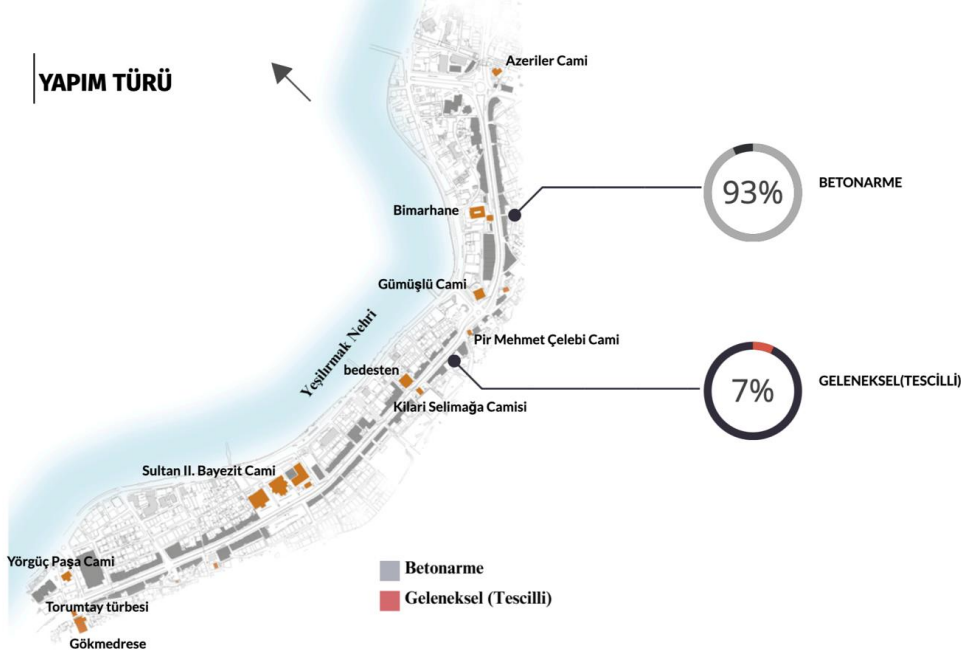 YAPIM TÜRÜ
Azeriler Cami
93%
BETONARME
Bimarhane
Gümüşlü Cami
Yeşilırmak Nehri
Pir Mehmet Çelebi Cami
bedesten
7%
GELENEKSEL(TESCİLLİ)
Kilari Selimağa Camisi
Sultan II. Bayezit Cami
Yörgüç Paşa Cami
Betonarme
Geleneksel (Tescilli)
Torumtay türbesi
Gökmedrese